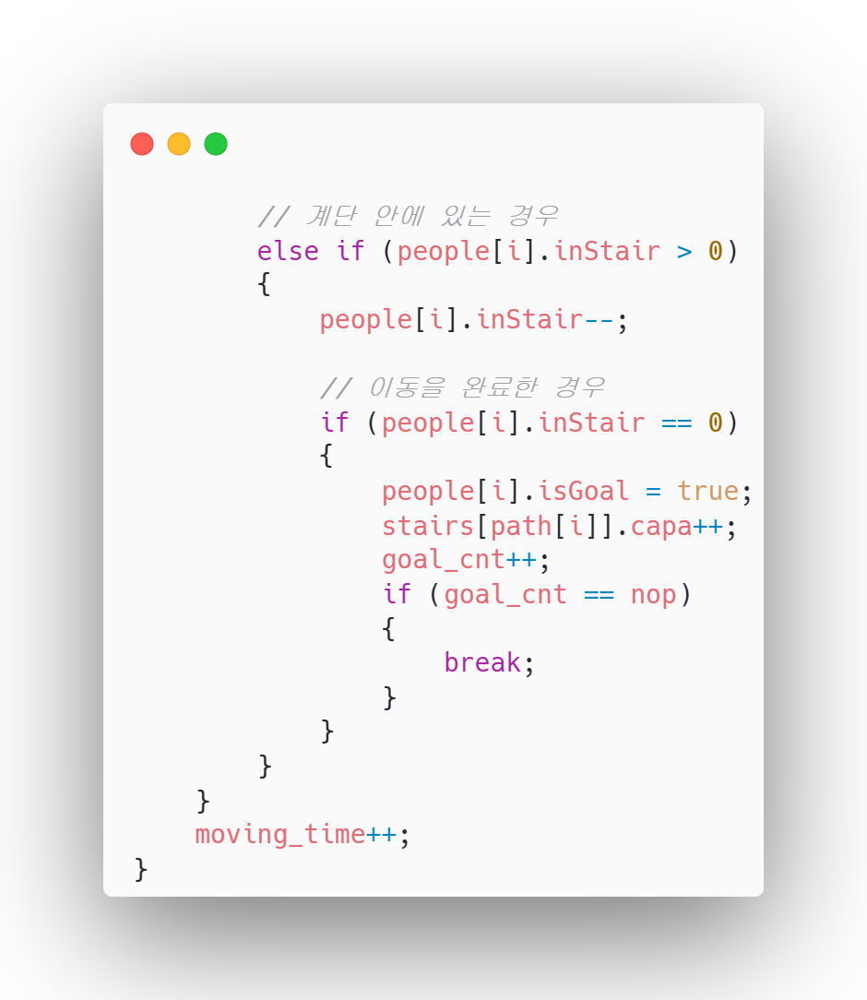 // 계단 안에 있는 경우
else if (people[i].inStair > 0)
{
people[i].inStair--;
// 이동을 완료한 경우
if (people[i].inStair == 0)
{
people[i].isGoal = true;
stairs[path[i]].capa++;
goal_cnt++;
if (goal_cnt == nop)
{
break;
}
}
}
}
moving_time++;
}